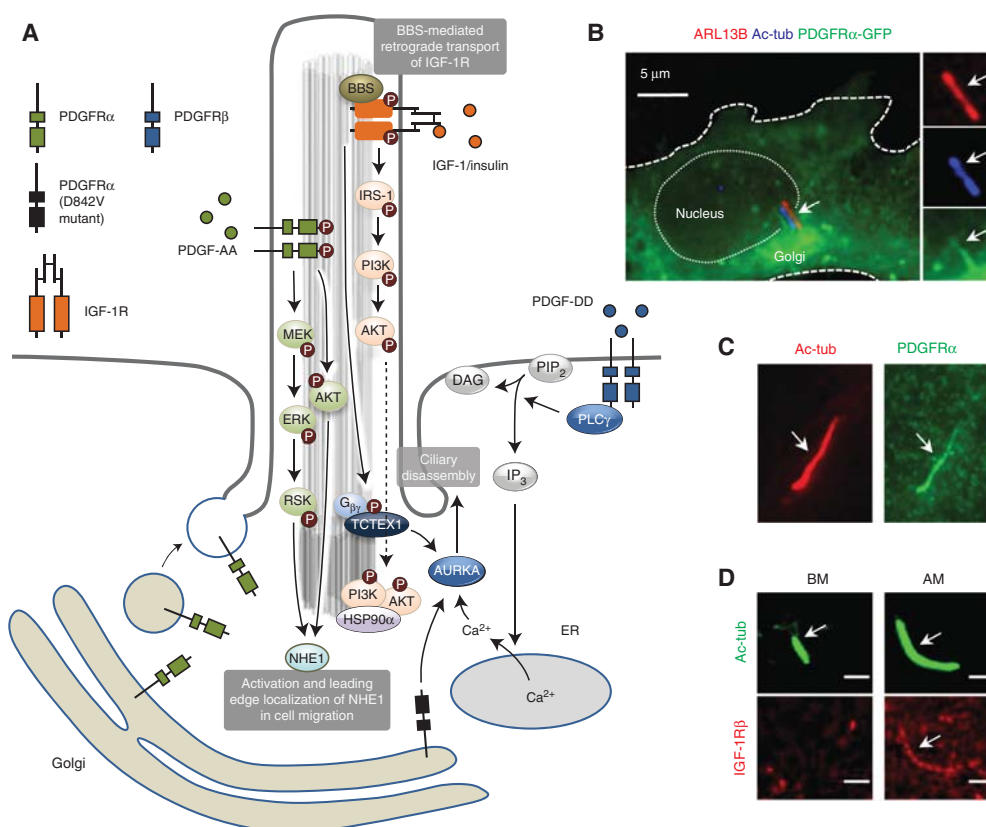 A
BBS-mediated
retrograde transport
of IGF-1R
PDGFRα
PDGFRβ
PDGFRα
(D842V
mutant)
IGF-1R
BBS
P
P
IGF-1/insulin
PDGF-AA
P
P
IRS-1
P
PI3K
P
AKT
P
MEK
P
P
AKT
ERK
P
RSK
P
Gβγ
P
TCTEX1
P
PI3K
P
AKT
HSP90α
NHE1
Activation and leading
edge localization of NHE1
in cell migration
Golgi
PDGF-DD
DAG
PIP2
PLCγ
IP3
Ciliary
disassembly
AURKA
Ca2+
ER
Ca2+
B
ARL13B Ac-tub PDGFRα-GFP
5 μm
Nucleus
Golgi
C
Ac-tub
PDGFRα
D
BM
AM
Ac-tub
IGF-1Rβ